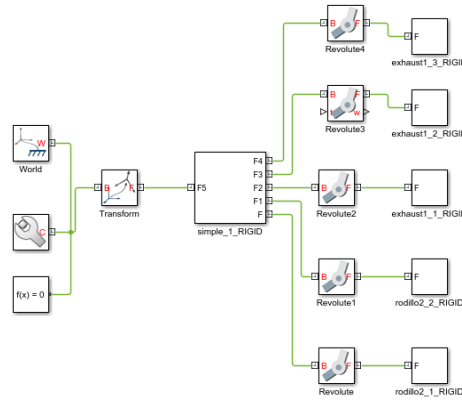 B F
Revolute4
F
exhaust1_3_RIGID
B F
t w
Revolute3
F
exhaust1_2_RIGID
W
World
F4
F3
F2
F1
F
F5
simple_1_RIGID
B F
Transform
B F
Revolute2
F
exhaust1_1_RIGID
C
f(x) = 0
B F
Revolute1
F
rodillo2_2_RIGID
B F
Revolute
F
rodillo2_1_RIGID